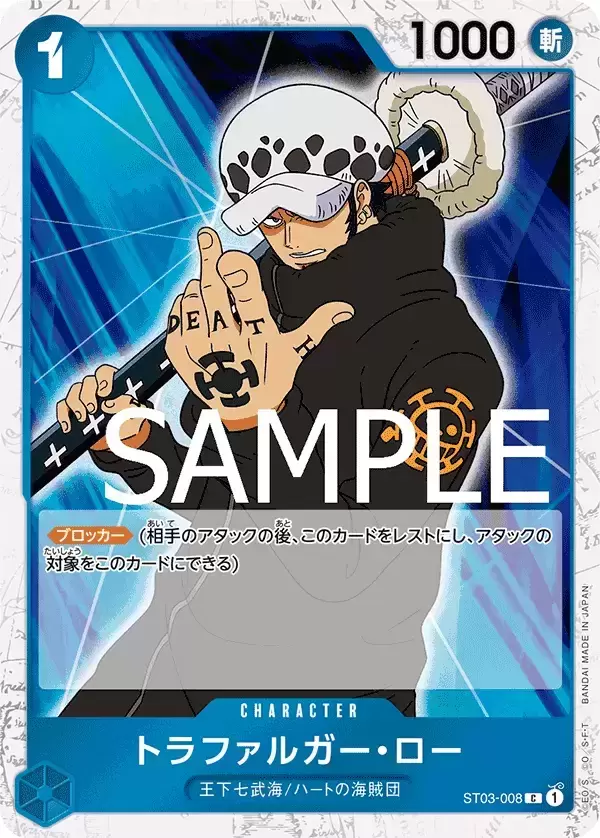 1
1000
斬
DEATH
SAMPLE
ブロッカー (相手のアタックの後、このカードをレストにし、アタックの
対象をこのカードにできる)
CHARACTER
トラファルガー・ロー
王下七武海/ハートの海賊団
ST03-008 C 1
BANDAI MADE IN JAPAN